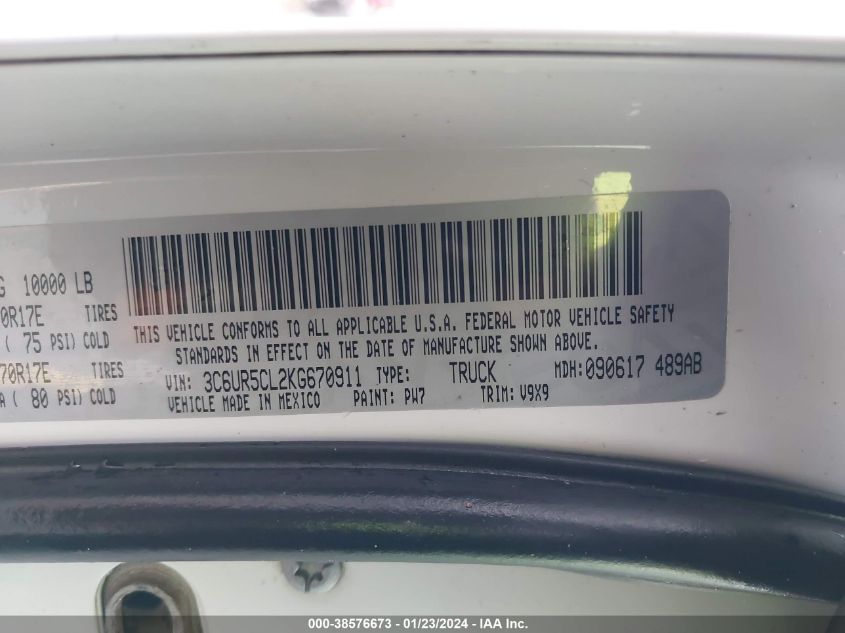 G 10000 LB
0R17E TIRES
( 75 PSI) COLD
70R17E TIRES
A ( 80 PSI) COLD
THIS VEHICLE CONFORMS TO ALL APPLICABLE U.S.A. FEDERAL MOTOR VEHICLE SAFETY
STANDARDS IN EFFECT ON THE DATE OF MANUFACTURE SHOWN ABOVE.
VIN: 3C6UR5CL2KG670911 TYPE: TRUCK MDH: 090617 489AB
VEHICLE MADE IN MEXICO PAINT: PW7 TRIM: V9X9
000-38576673 - 01/23/2024 - IAA Inc.